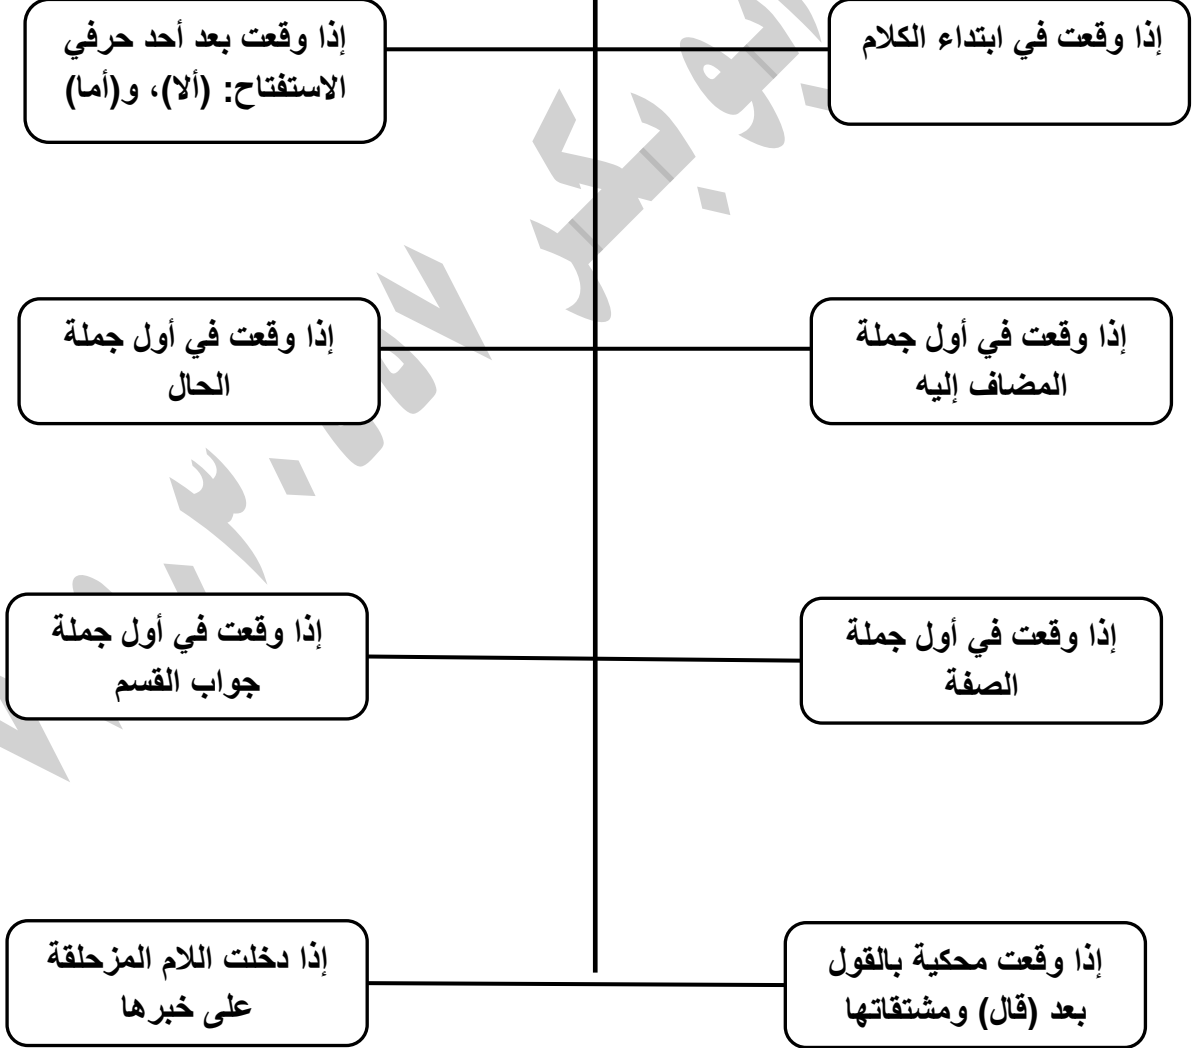 إذا وقعت في ابتداء الكلام
إذا وقعت بعد أحد حرفي
الاستفتاح: (ألا)، و(أما)
إذا وقعت في أول جملة
المضاف إليه
إذا وقعت في أول جملة
الحال
إذا وقعت في أول جملة
الصفة
إذا وقعت في أول جملة
جواب القسم
إذا وقعت محكية بالقول
بعد (قال) ومشتقاتها
إذا دخلت اللام المزحلقة
على خبرها